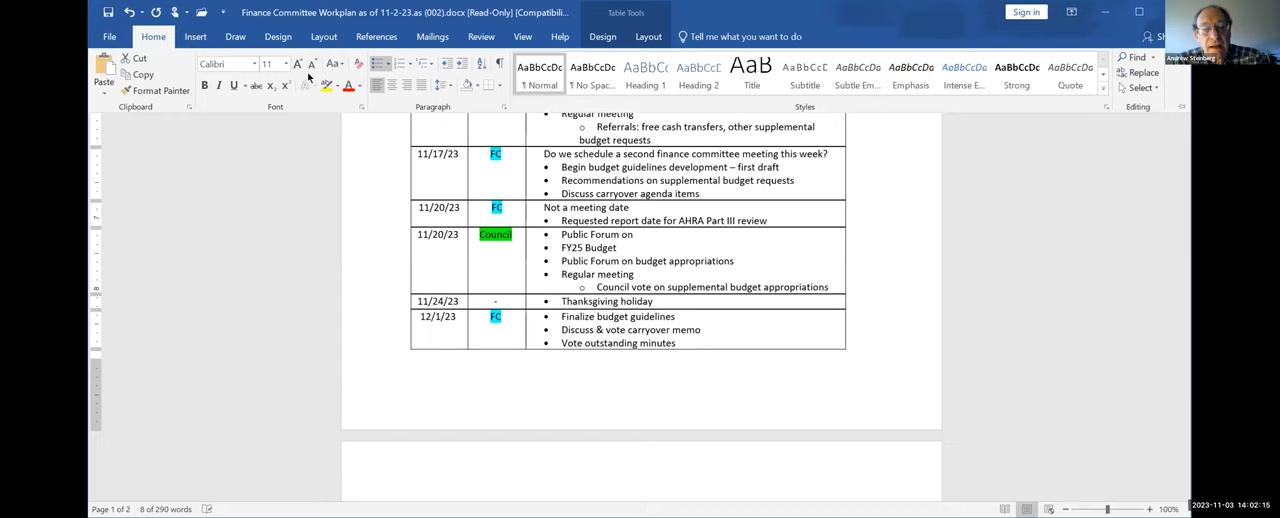 Finance Committee Workplan as of 11-2-23.as (002).docx [Read-Only] [Compatibili...
Table Tools
Sign in
File Home Insert Draw Design Layout References Mailings Review View Help Design Layout Tell me what you want to do
Paste
Cut
Copy
Format Painter
Clipboard
Calibri 11
Font
Paragraph
AaBbCcDc
¶ Normal
AaBbCcDc
¶ No Spac...
AaBbCc
Heading 1
AaBbCcE
Heading 2
AaB
Title
AaBbCcD
Subtitle
AaBbCcDc
Subtle Em...
AaBbCcDc
Emphasis
AaBbCcDc
Intense E...
AaBbCcDc
Strong
AaBbCcDc
Quote
Styles
Find
Replace
Select
Editing
Andrew Steinberg
• Regular meeting
o Referrals: free cash transfers, other supplemental
budget requests
11/17/23 FC Do we schedule a second finance committee meeting this week?
• Begin budget guidelines development – first draft
• Recommendations on supplemental budget requests
• Discuss carryover agenda items
11/20/23 FC Not a meeting date
• Requested report date for AHRA Part III review
11/20/23 Council • Public Forum on
• FY25 Budget
• Public Forum on budget appropriations
• Regular meeting
o Council vote on supplemental budget appropriations
11/24/23 - • Thanksgiving holiday
12/1/23 FC • Finalize budget guidelines
• Discuss & vote carryover memo
• Vote outstanding minutes
Page 1 of 2 8 of 290 words
100%
2023-11-03 14:02:15